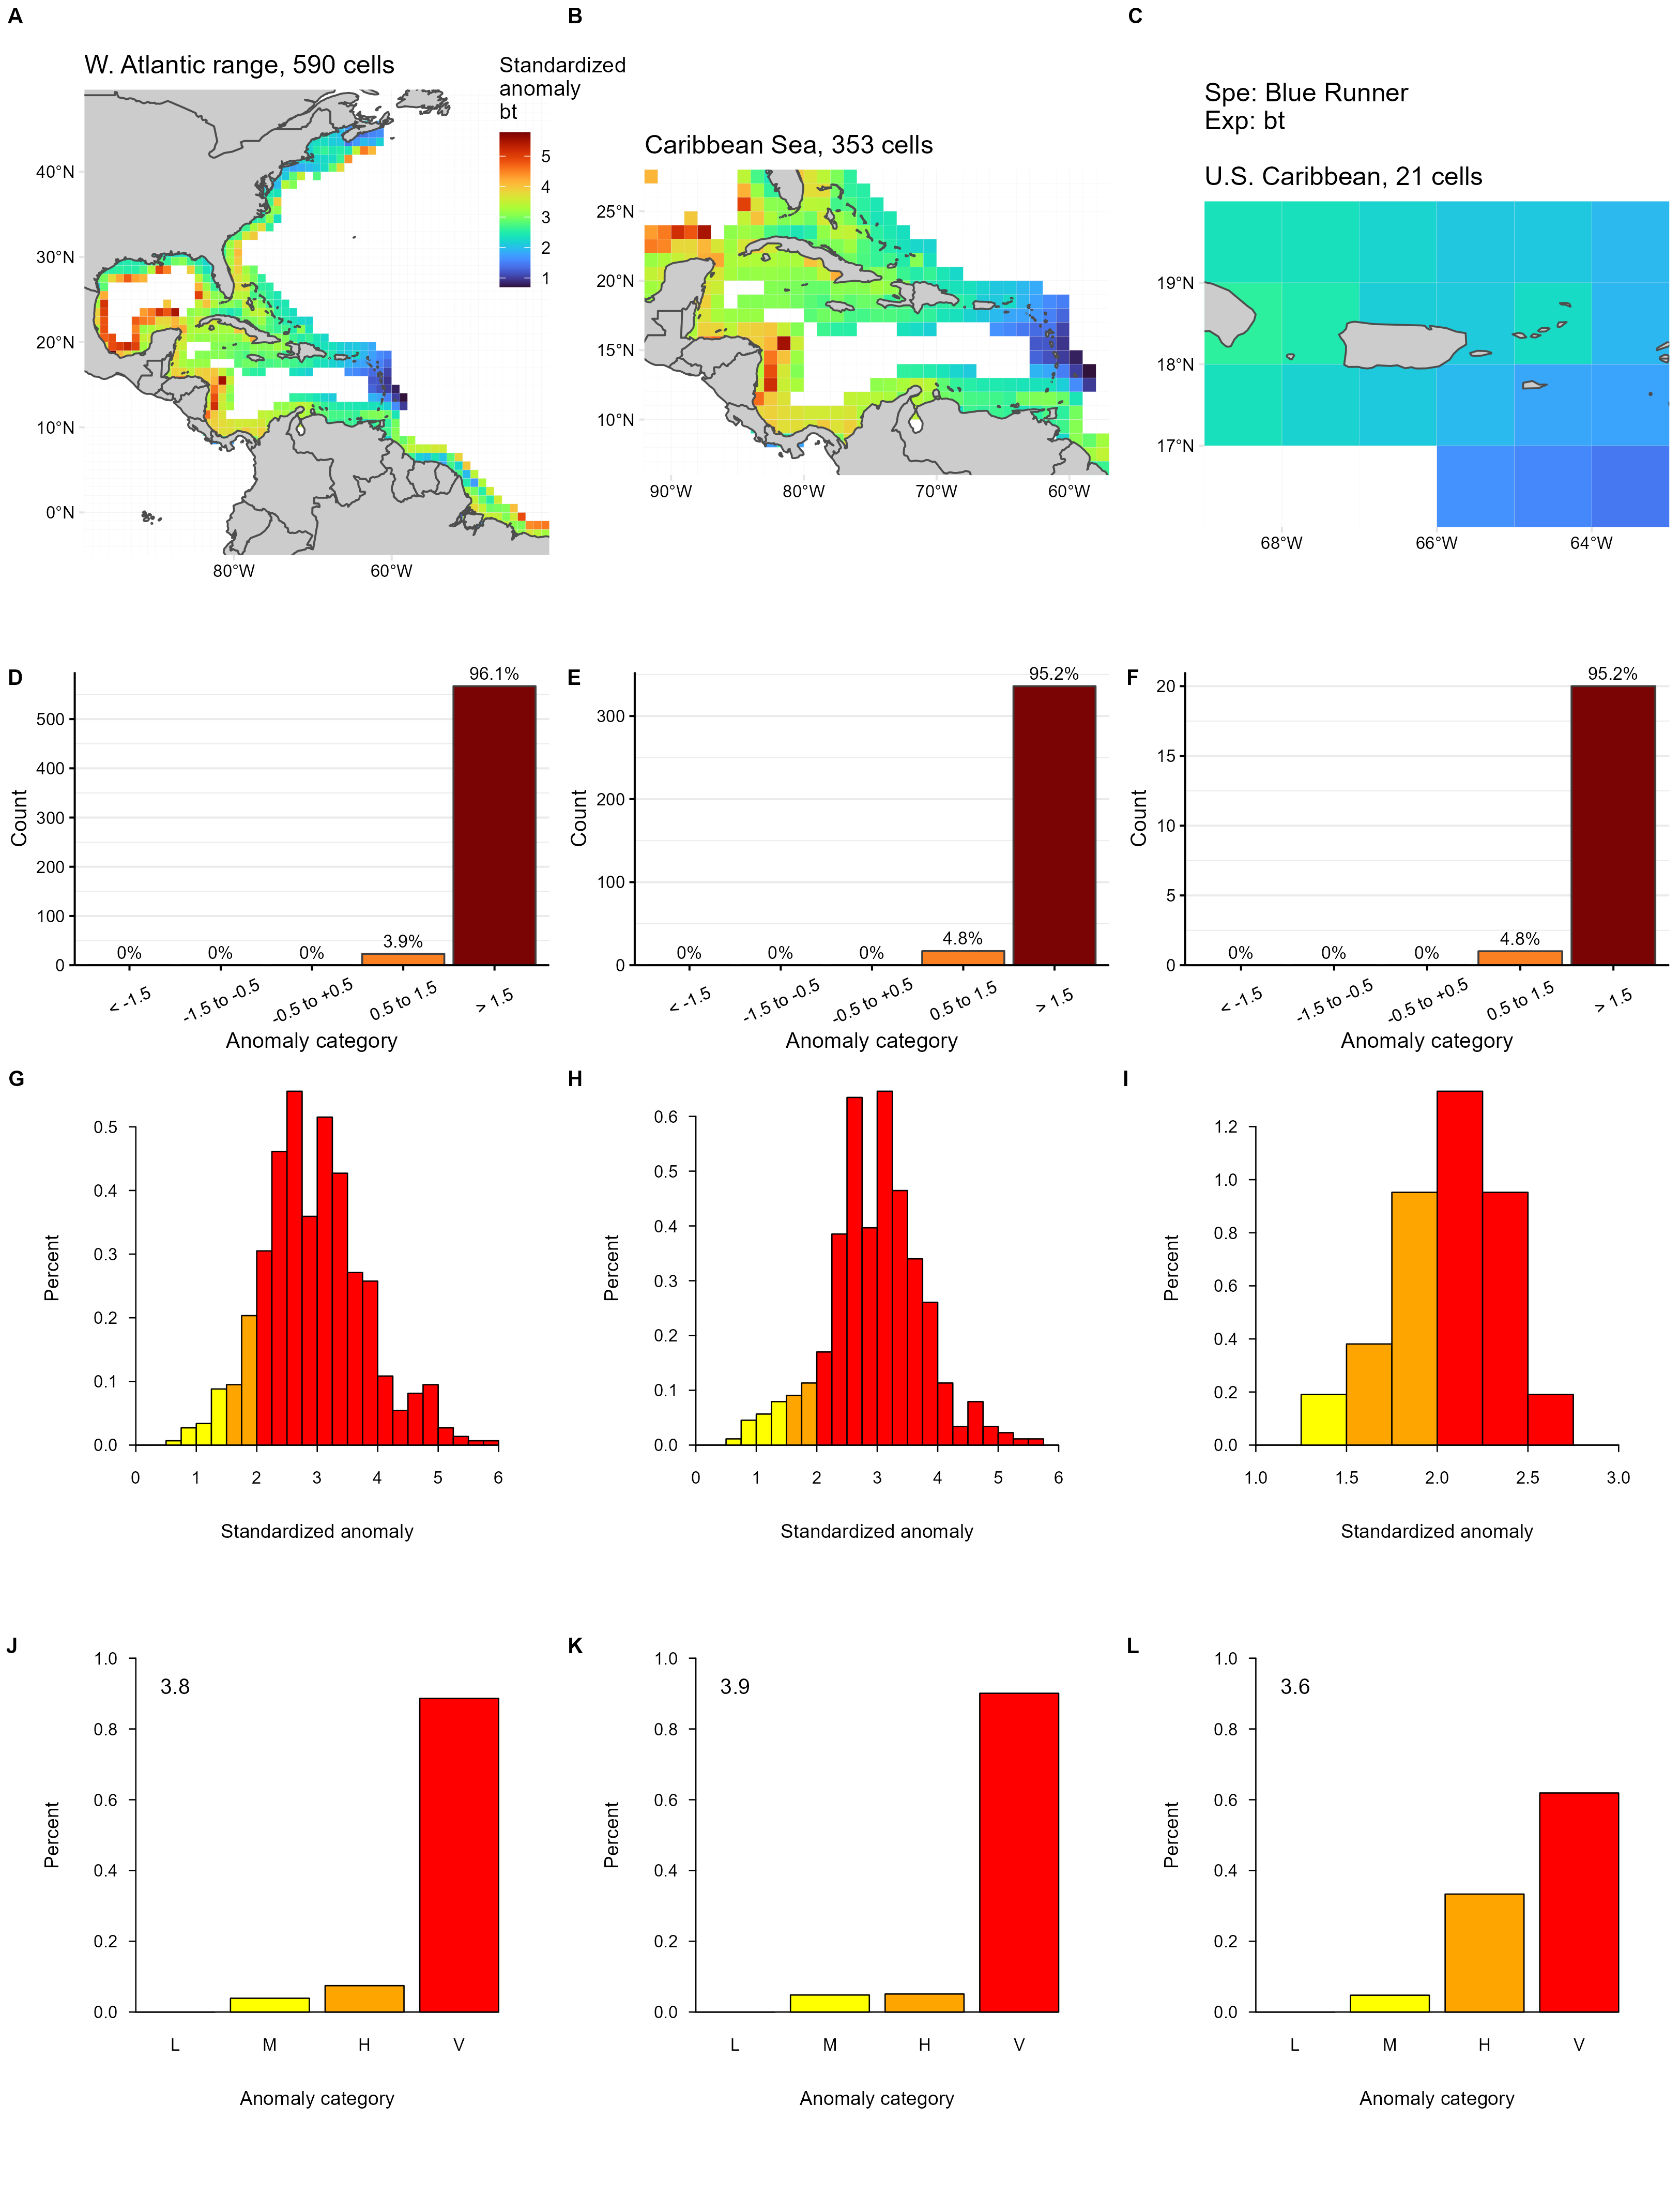 A
B
C
W. Atlantic range, 590 cells
Standardized
anomaly
bt
5
4
3
2
1
40°N
30°N
20°N
10°N
0°N
80°W
60°W
Caribbean Sea, 353 cells
25°N
20°N
15°N
10°N
90°W
80°W
70°W
60°W
Spe: Blue Runner
Exp: bt
U.S. Caribbean, 21 cells
19°N
18°N
17°N
68°W
66°W
64°W
D
96.1%
500
400
300
200
100
0
Count
0%
0%
0%
3.9%
< -1.5
-1.5 to -0.5
-0.5 to +0.5
0.5 to 1.5
> 1.5
Anomaly category
E
95.2%
300
200
100
0
Count
0%
0%
0%
4.8%
< -1.5
-1.5 to -0.5
-0.5 to +0.5
0.5 to 1.5
> 1.5
Anomaly category
F
95.2%
20
15
10
5
0
Count
0%
0%
0%
4.8%
< -1.5
-1.5 to -0.5
-0.5 to +0.5
0.5 to 1.5
> 1.5
Anomaly category
G
0.5
0.4
0.3
0.2
0.1
0.0
Percent
0
1
2
3
4
5
6
Standardized anomaly
H
0.6
0.5
0.4
0.3
0.2
0.1
0.0
Percent
0
1
2
3
4
5
6
Standardized anomaly
I
1.2
1.0
0.8
0.6
0.4
0.2
0.0
Percent
1.0
1.5
2.0
2.5
3.0
Standardized anomaly
J
1.0
0.8
0.6
0.4
0.2
0.0
3.8
Percent
L
M
H
V
Anomaly category
K
1.0
0.8
0.6
0.4
0.2
0.0
3.9
Percent
L
M
H
V
Anomaly category
L
1.0
0.8
0.6
0.4
0.2
0.0
3.6
Percent
L
M
H
V
Anomaly category